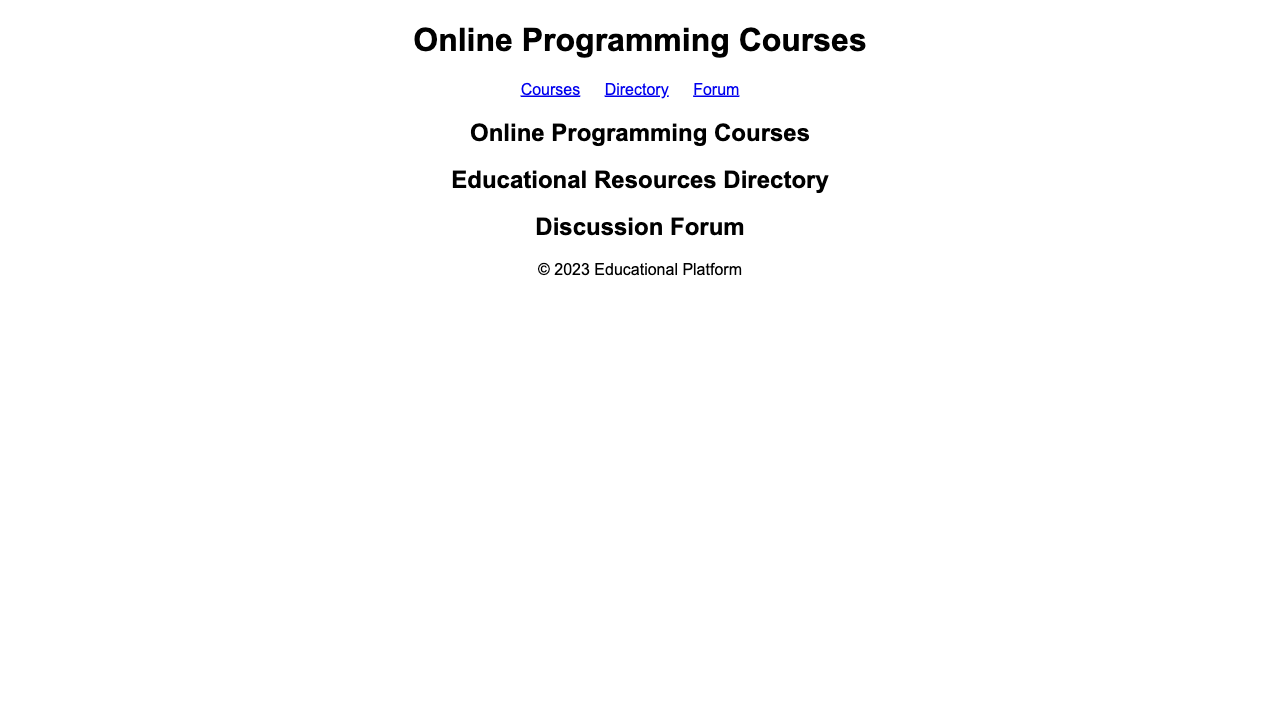 Online Programming Courses
Courses Directory Forum
Online Programming Courses
Educational Resources Directory
Discussion Forum
© 2023 Educational Platform